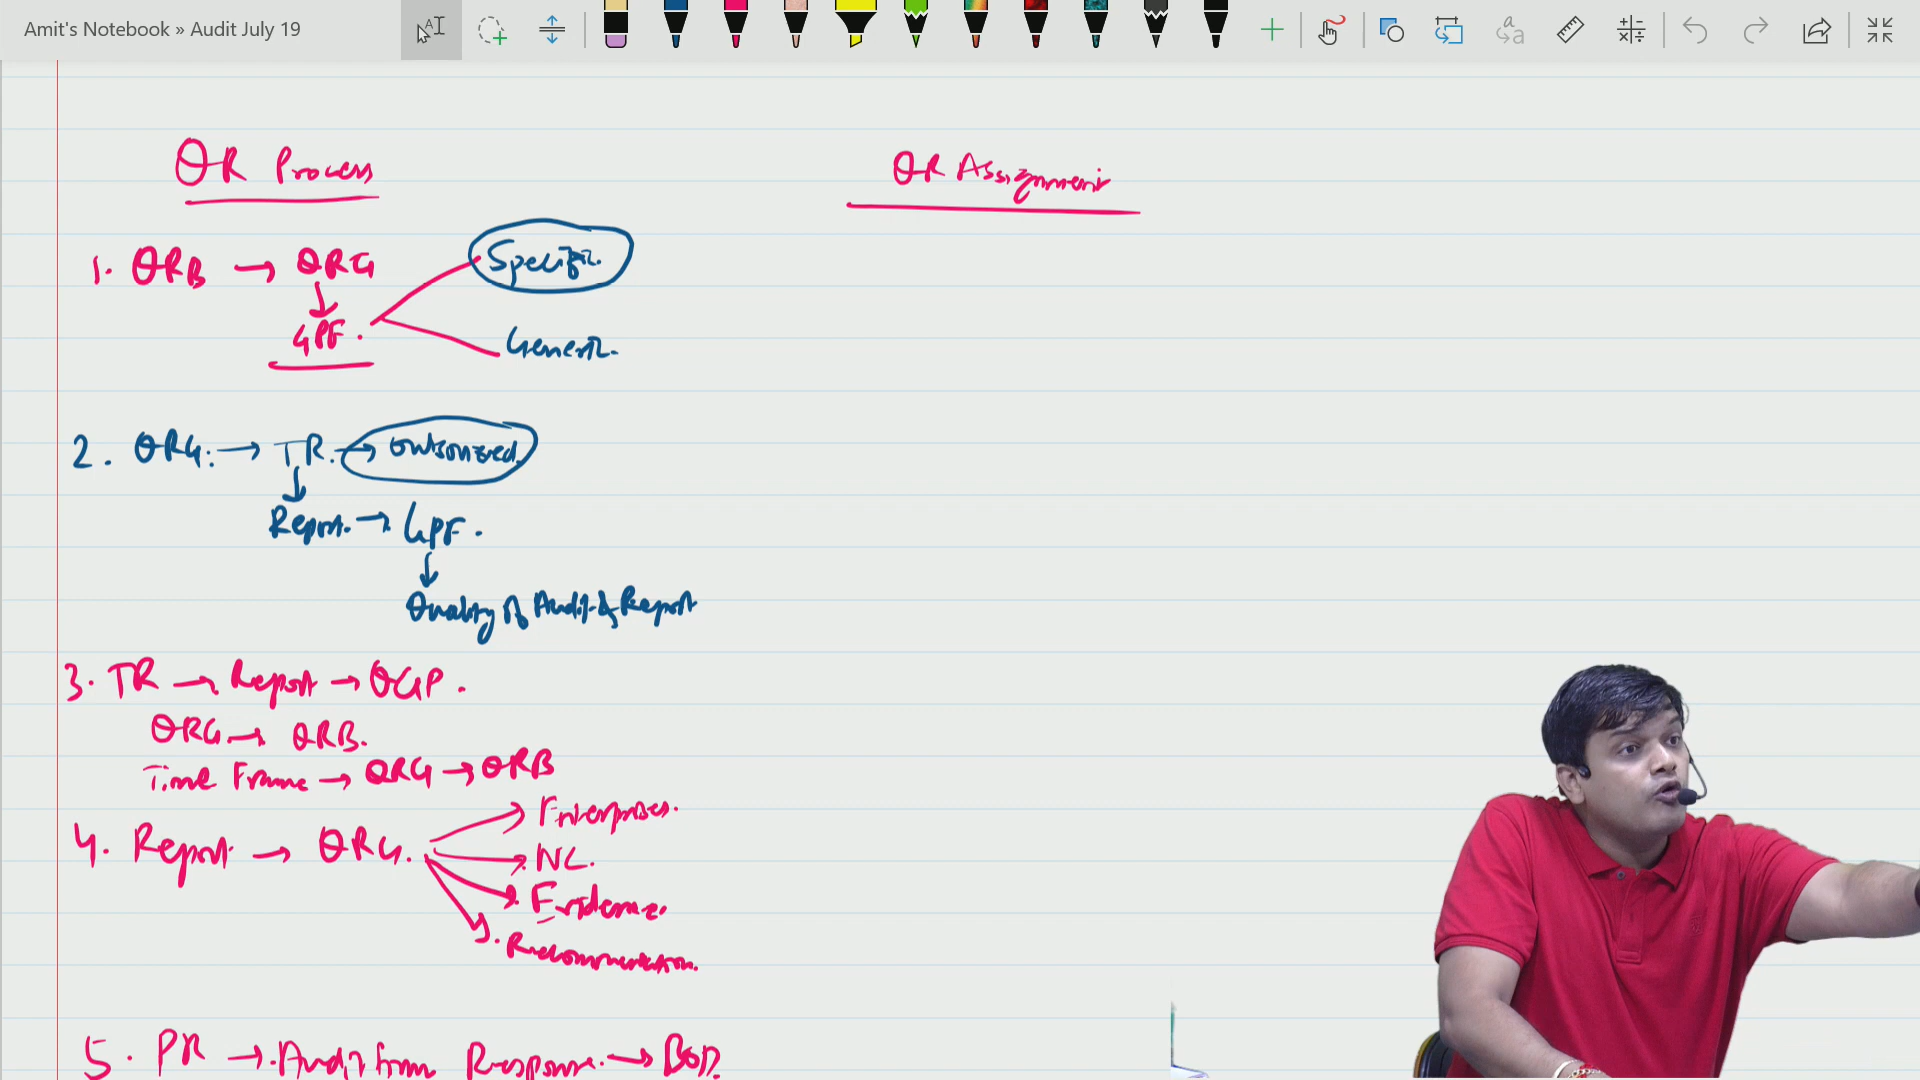 Amit's Notebook » Audit July 19
QR Process
QR Assignment
1. QRB → QRG
Specific.
GPF.
Generic.
2. QRG. → TR. → Outsourced.
Report. → GPF.
Quality of Audit & Report
3. TR → Report → QGP.
QRG → QRB.
Time Frame → QRG → QRB
4. Report → QRG.
Enterprises.
NC.
Evidence.
Recommendation.
5. PR → Audit firm Response. → BOD.